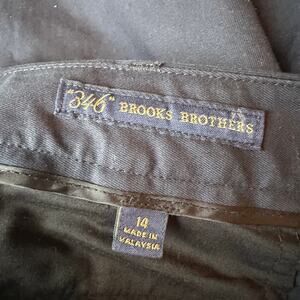 "346" BROOKS BROTHERS
14
MADE IN
MALAYSIA